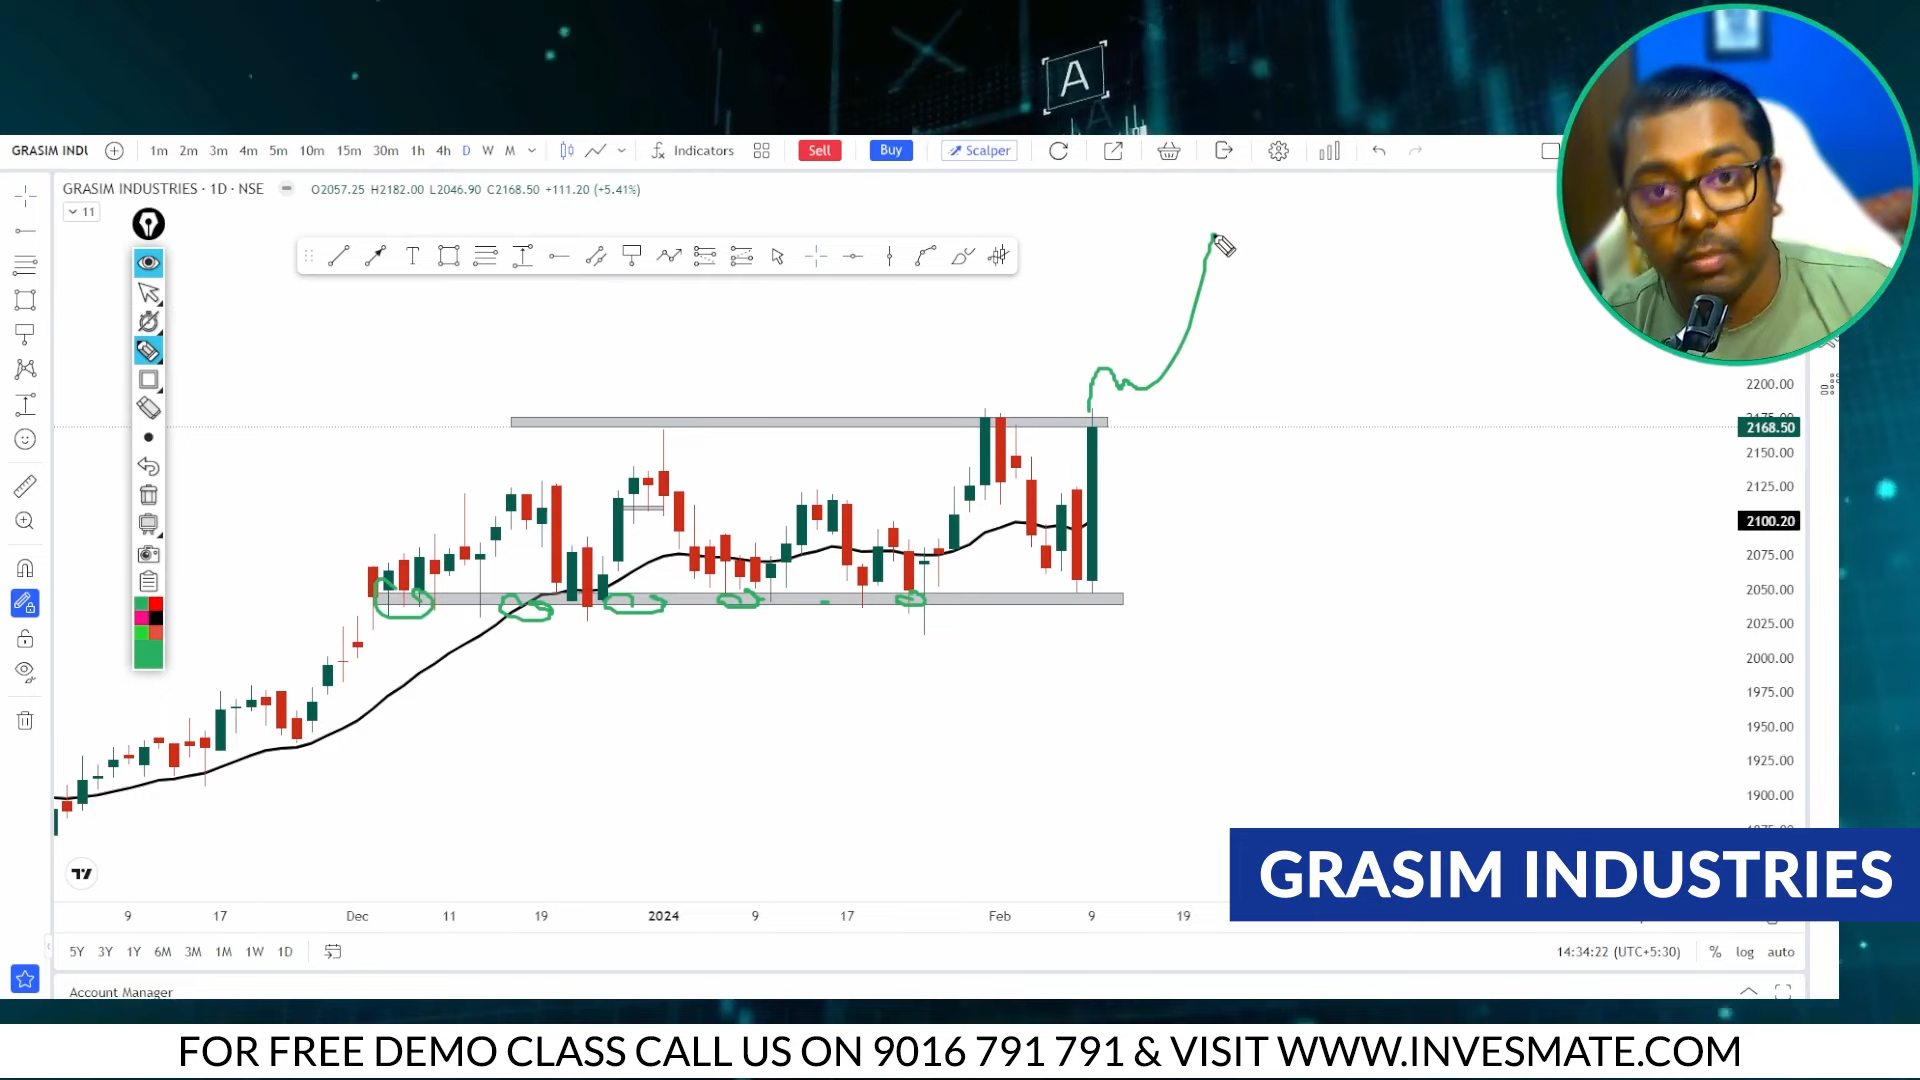 A
GRASIM INDU
1m 2m 3m 4m 5m 10m 15m 30m 1h 4h D W M
Indicators
Sell
Buy
Scalper
GRASIM INDUSTRIES · 1D · NSE
O2057.25 H2182.00 L2046.90 C2168.50 +111.20 (+5.41%)
11
2200.00
2175.00
2168.50
2150.00
2125.00
2100.20
2075.00
2050.00
2025.00
2000.00
1975.00
1950.00
1925.00
1900.00
GRASIM INDUSTRIES
9 17 Dec 11 19 2024 9 17 Feb 9 19
5Y 3Y 1Y 6M 3M 1M 1W 1D
14:34:22 (UTC+5:30) % log auto
Account Manager
FOR FREE DEMO CLASS CALL US ON 9016 791 791 & VISIT WWW.INVESMATE.COM